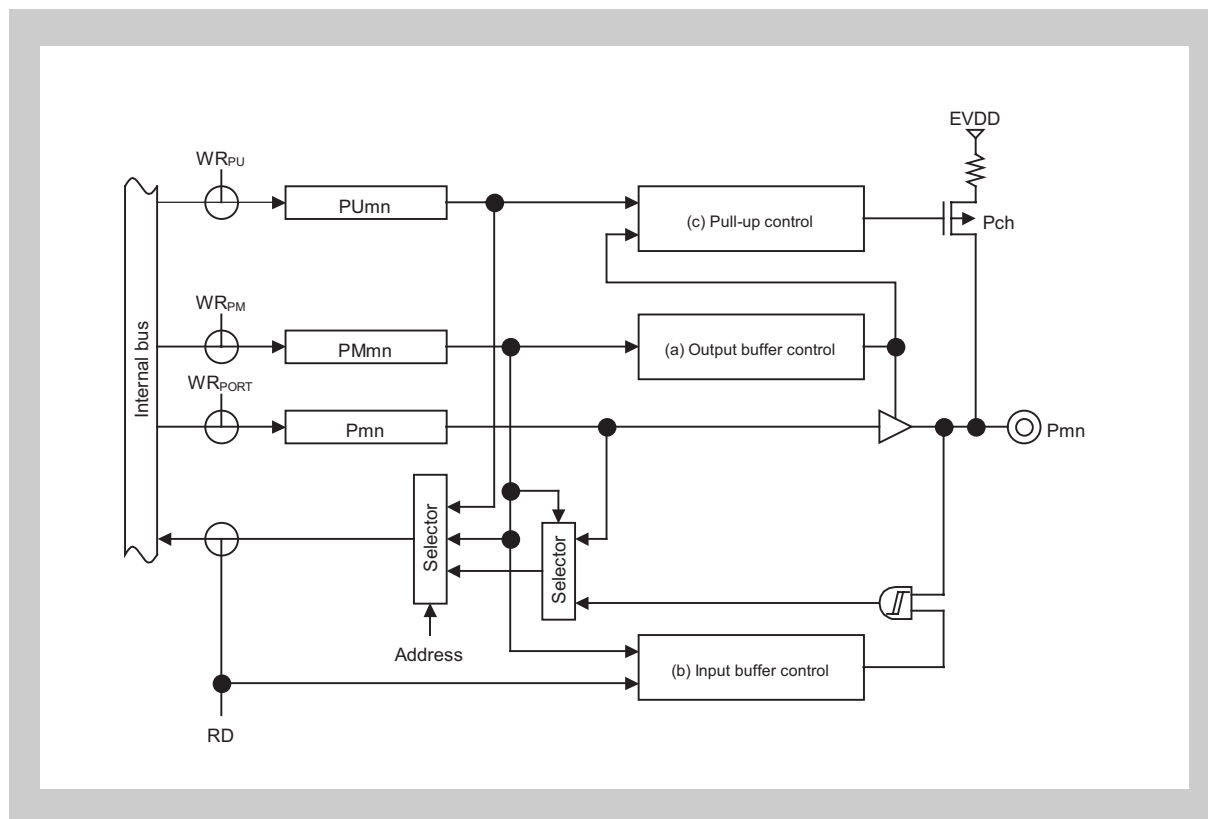 EVDD
WRPU
PUmn
(c) Pull-up control
Pch
WRPM
PMmn
(a) Output buffer control
Internal bus
WRPORT
Pmn
Pmn
Selector
Selector
Address
(b) Input buffer control
RD